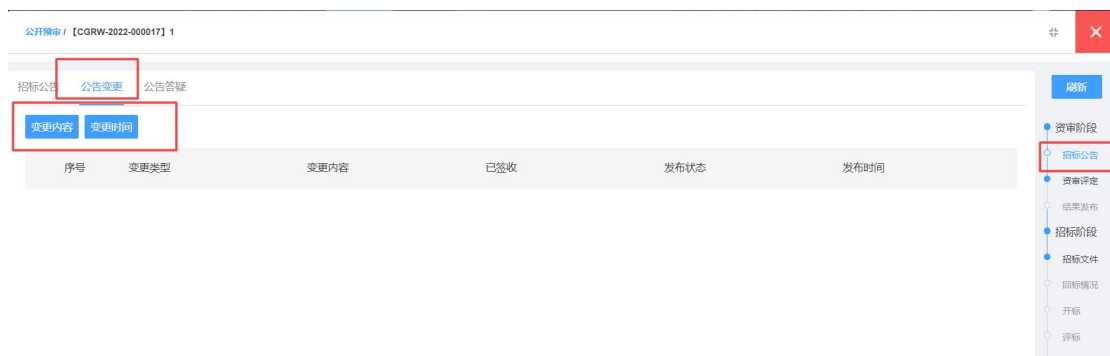 公开预审 / 【CGRW-2022-000017】1
招标公告 公告变更 公告答疑
刷新
变更内容 变更时间
序号 变更类型 变更内容 已签收 发布状态 发布时间
资审阶段
招标公告
资审评定
结果发布
招标阶段
招标文件
回标情况
开标
评标